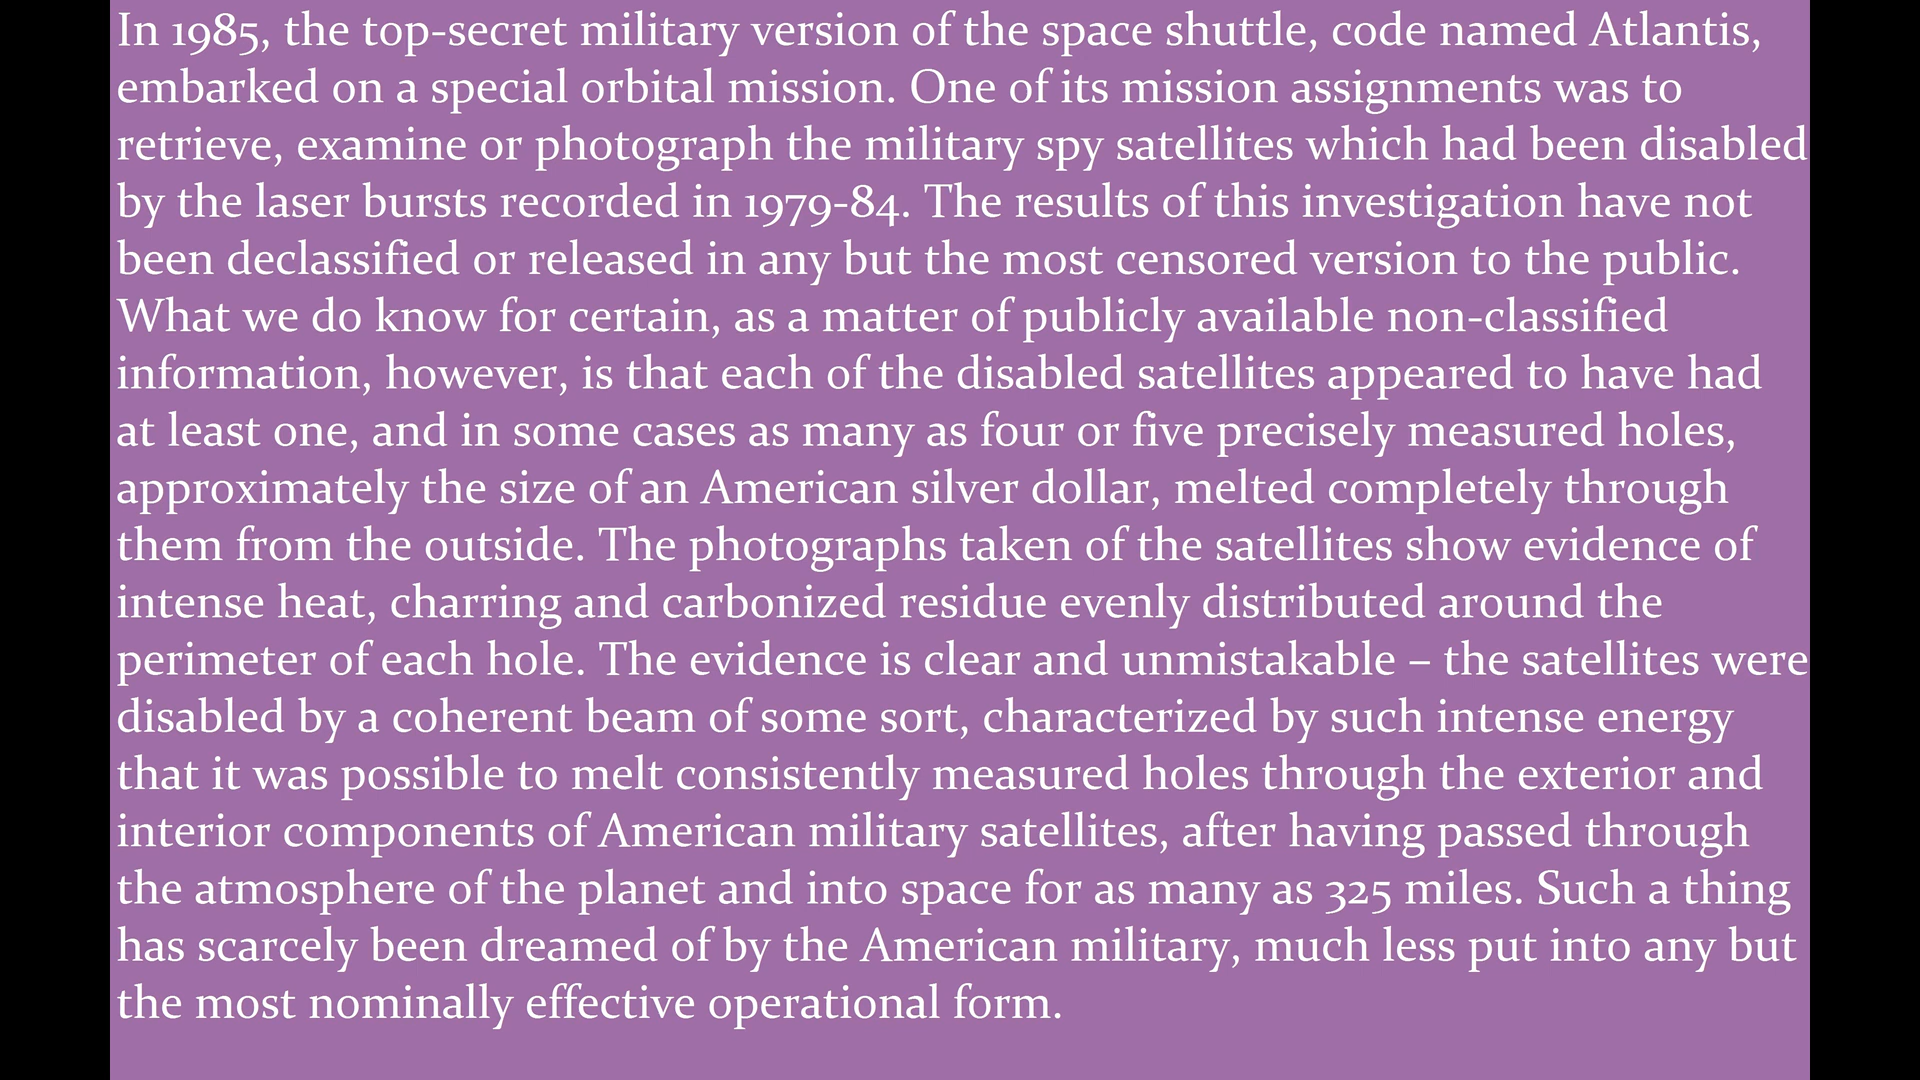 In 1985, the top-secret military version of the space shuttle, code named Atlantis,
embarked on a special orbital mission. One of its mission assignments was to
retrieve, examine or photograph the military spy satellites which had been disabled
by the laser bursts recorded in 1979-84. The results of this investigation have not
been declassified or released in any but the most censored version to the public.
What we do know for certain, as a matter of publicly available non-classified
information, however, is that each of the disabled satellites appeared to have had
at least one, and in some cases as many as four or five precisely measured holes,
approximately the size of an American silver dollar, melted completely through
them from the outside. The photographs taken of the satellites show evidence of
intense heat, charring and carbonized residue evenly distributed around the
perimeter of each hole. The evidence is clear and unmistakable – the satellites were
disabled by a coherent beam of some sort, characterized by such intense energy
that it was possible to melt consistently measured holes through the exterior and
interior components of American military satellites, after having passed through
the atmosphere of the planet and into space for as many as 325 miles. Such a thing
has scarcely been dreamed of by the American military, much less put into any but
the most nominally effective operational form.